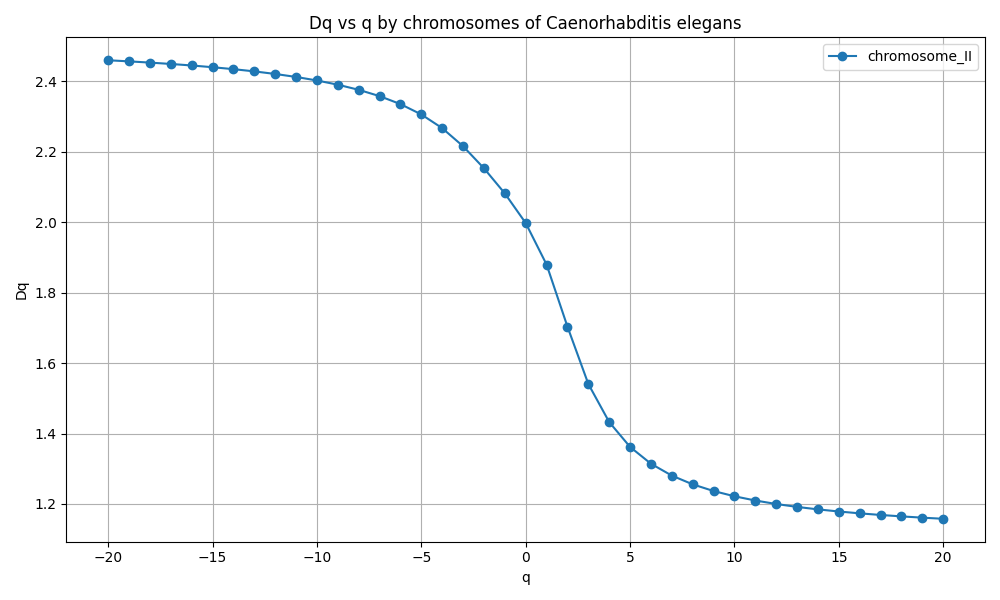 Dq vs q by chromosomes of Caenorhabditis elegans
chromosome_II
Dq
2.4
2.2
2.0
1.8
1.6
1.4
1.2
−20 −15 −10 −5 0 5 10 15 20
q